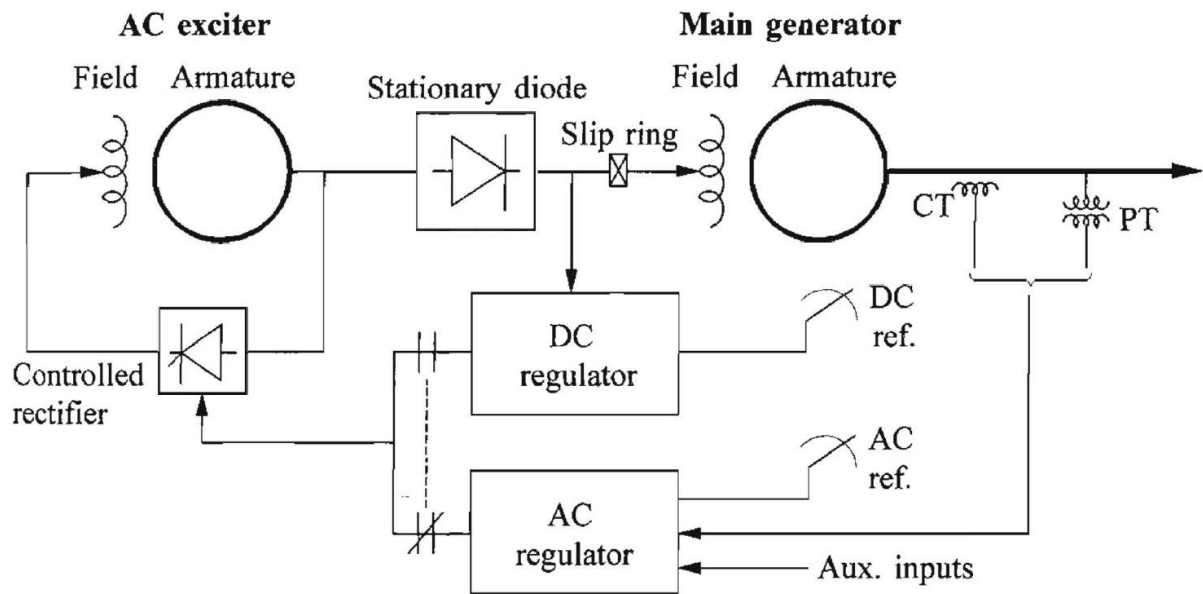 AC exciter
Main generator
Field
Armature
Stationary diode
Slip ring
Field
Armature
CT
PT
DC
regulator
DC
ref.
Controlled
rectifier
AC
regulator
AC
ref.
Aux. inputs